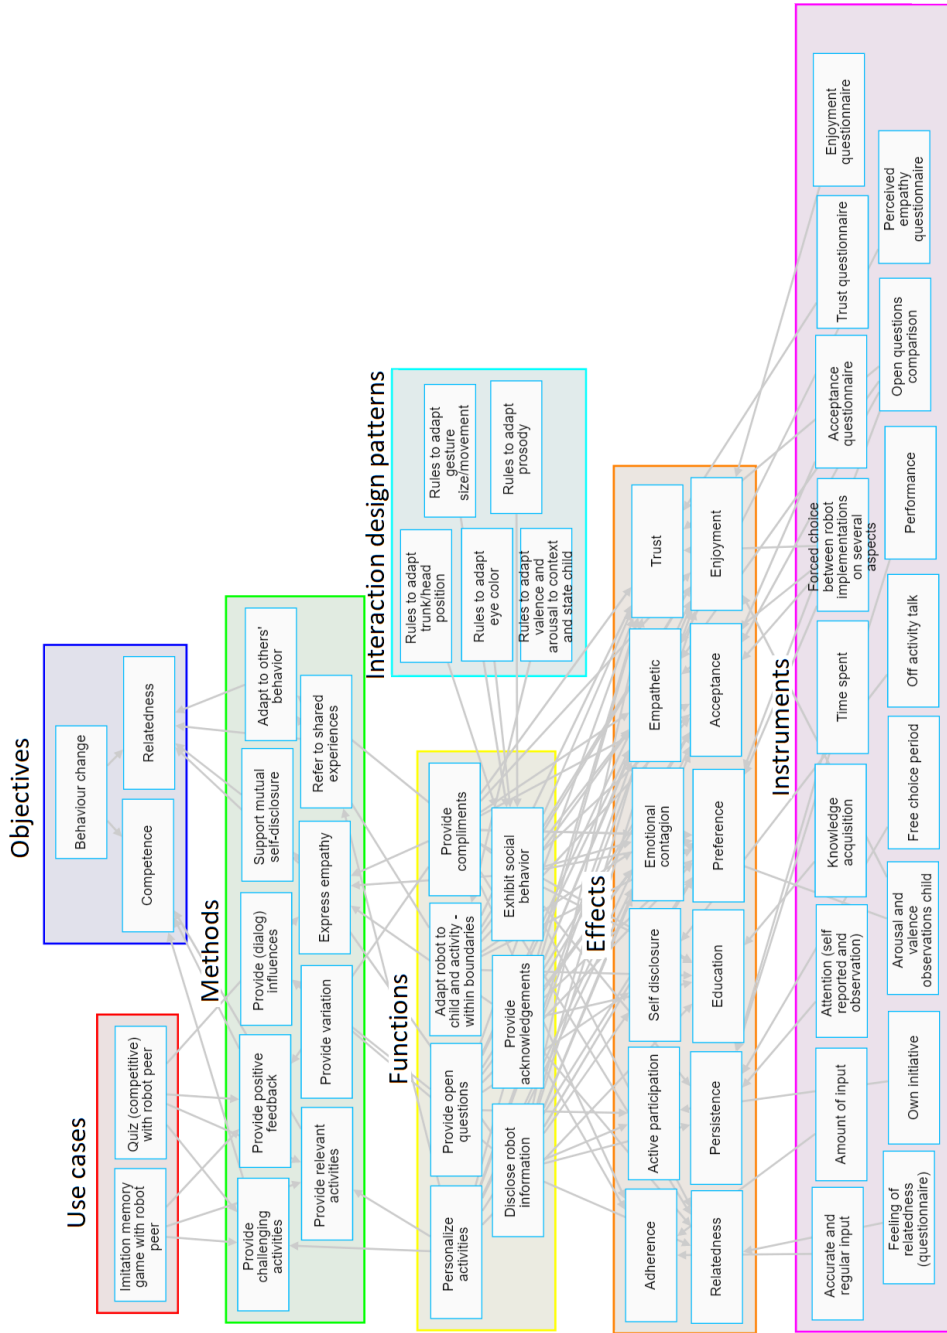 Objectives
Behaviour change
Competence
Relatedness
Use cases
Imitation memory
game with robot
peer
Quiz (competitive)
with robot peer
Methods
Provide
challenging
activities
Provide positive
feedback
Provide (dialog)
influences
Support mutual
self-disclosure
Adapt to others'
behavior
Provide relevant
activities
Provide variation
Express empathy
Refer to shared
experiences
Interaction design patterns
Rules to adapt
trunk/head
position
Rules to adapt
gesture
size/movement
Rules to adapt
eye color
Rules to adapt
prosody
Rules to adapt
valence and
arousal to context
and state child
Functions
Personalize
activities
Provide open
questions
Adapt robot to
child and activity -
within boundaries
Provide
compliments
Disclose robot
information
Provide
acknowledgements
Exhibit social
behavior
Effects
Adherence
Active participation
Self disclosure
Emotional
contagion
Empathetic
Trust
Relatedness
Persistence
Education
Preference
Acceptance
Enjoyment
Instruments
Accurate and
regular input
Amount of input
Attention (self
reported and
observation)
Knowledge
acquisition
Time spent
Forced choice
between robot
implementations
on several
aspects
Acceptance
questionnaire
Trust questionnaire
Enjoyment
questionnaire
Feeling of
relatedness
(questionnaire)
Own initiative
Arousal and
valence
observations child
Free choice period
Off activity talk
Performance
Open questions
comparison
Perceived
empathy
questionnaire